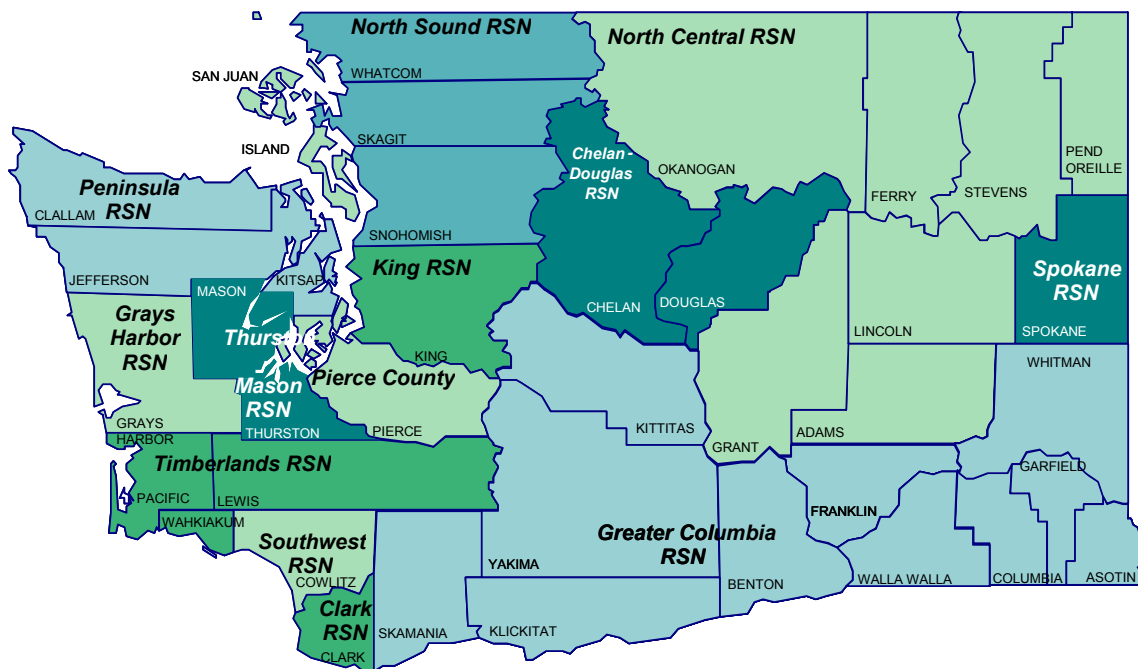 North Sound RSN
North Central RSN
SAN JUAN
WHATCOM
ISLAND
SKAGIT
Chelan -
Douglas
RSN
OKANOGAN
PEND
OREILLE
Peninsula
RSN
CLALLAM
FERRY
STEVENS
SNOHOMISH
JEFFERSON
KITSAP
King RSN
MASON
Grays
Harbor
RSN
CHELAN
DOUGLAS
Spokane
RSN
Thurston
LINCOLN
SPOKANE
KING
WHITMAN
Mason
RSN
Pierce County
GRAYS
HARBOR
THURSTON
PIERCE
KITTITAS
GRANT
ADAMS
Timberlands RSN
GARFIELD
PACIFIC
LEWIS
WAHKIAKUM
FRANKLIN
Southwest
RSN
Greater Columbia
RSN
COWLITZ
YAKIMA
BENTON
WALLA WALLA
COLUMBIA
ASOTIN
Clark
RSN
CLARK
SKAMANIA
KLICKITAT